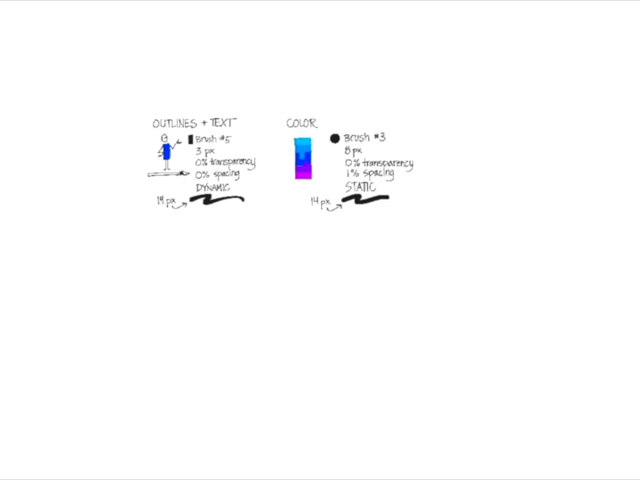 OUTLINES + TEXT
Brush #5
3 px
0% transparency
0% spacing
DYNAMIC
14 px
COLOR
Brush #3
8 px
0% transparency
1% spacing
STATIC
14 px